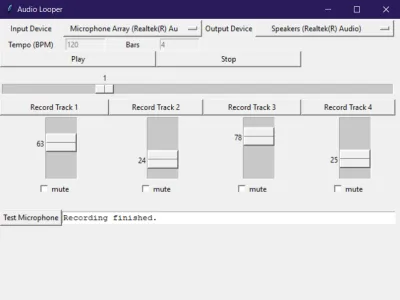 Audio Looper
Input Device Microphone Array (Realtek(R) Au Output Device Speakers (Realtek(R) Audio)
Tempo (BPM) 120 Bars 4
Play Stop
1
Record Track 1 Record Track 2 Record Track 3 Record Track 4
63 24 78 25
mute mute mute mute
Test Microphone Recording finished.